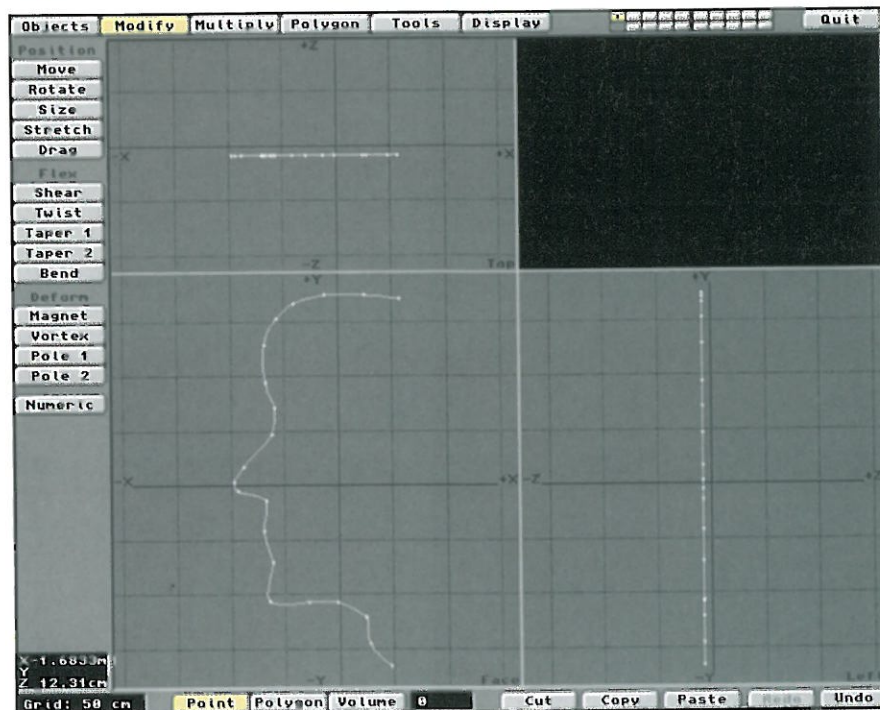 Objects Modify Multiply Polygon Tools Display Quit
Position
Move
Rotate
Size
Stretch
Drag
Flex
Shear
Twist
Taper 1
Taper 2
Bend
Deform
Magnet
Vortex
Pole 1
Pole 2
Numeric
+Z
-X +X
-Z Top
+Y +Y
-X +X -Z +Z
-Y Face -Y Left
X -1.6833m
Y
Z 12.31cm
Grid: 50 cm Point Polygon Volume 0 Cut Copy Paste Redo Undo